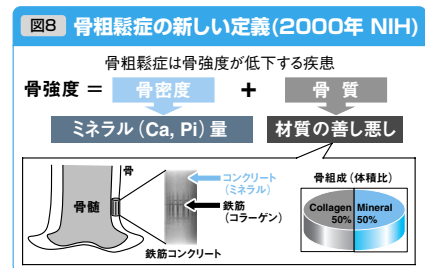 図8 骨粗鬆症の新しい定義(2000年 NIH)
骨粗鬆症は骨強度が低下する疾患
骨強度 = 骨密度 + 骨質
ミネラル(Ca, Pi)量 材質の善し悪し
骨
骨髄
コンクリート
(ミネラル)
鉄筋
(コラーゲン)
鉄筋コンクリート
骨組成(体積比)
Collagen Mineral
50% 50%